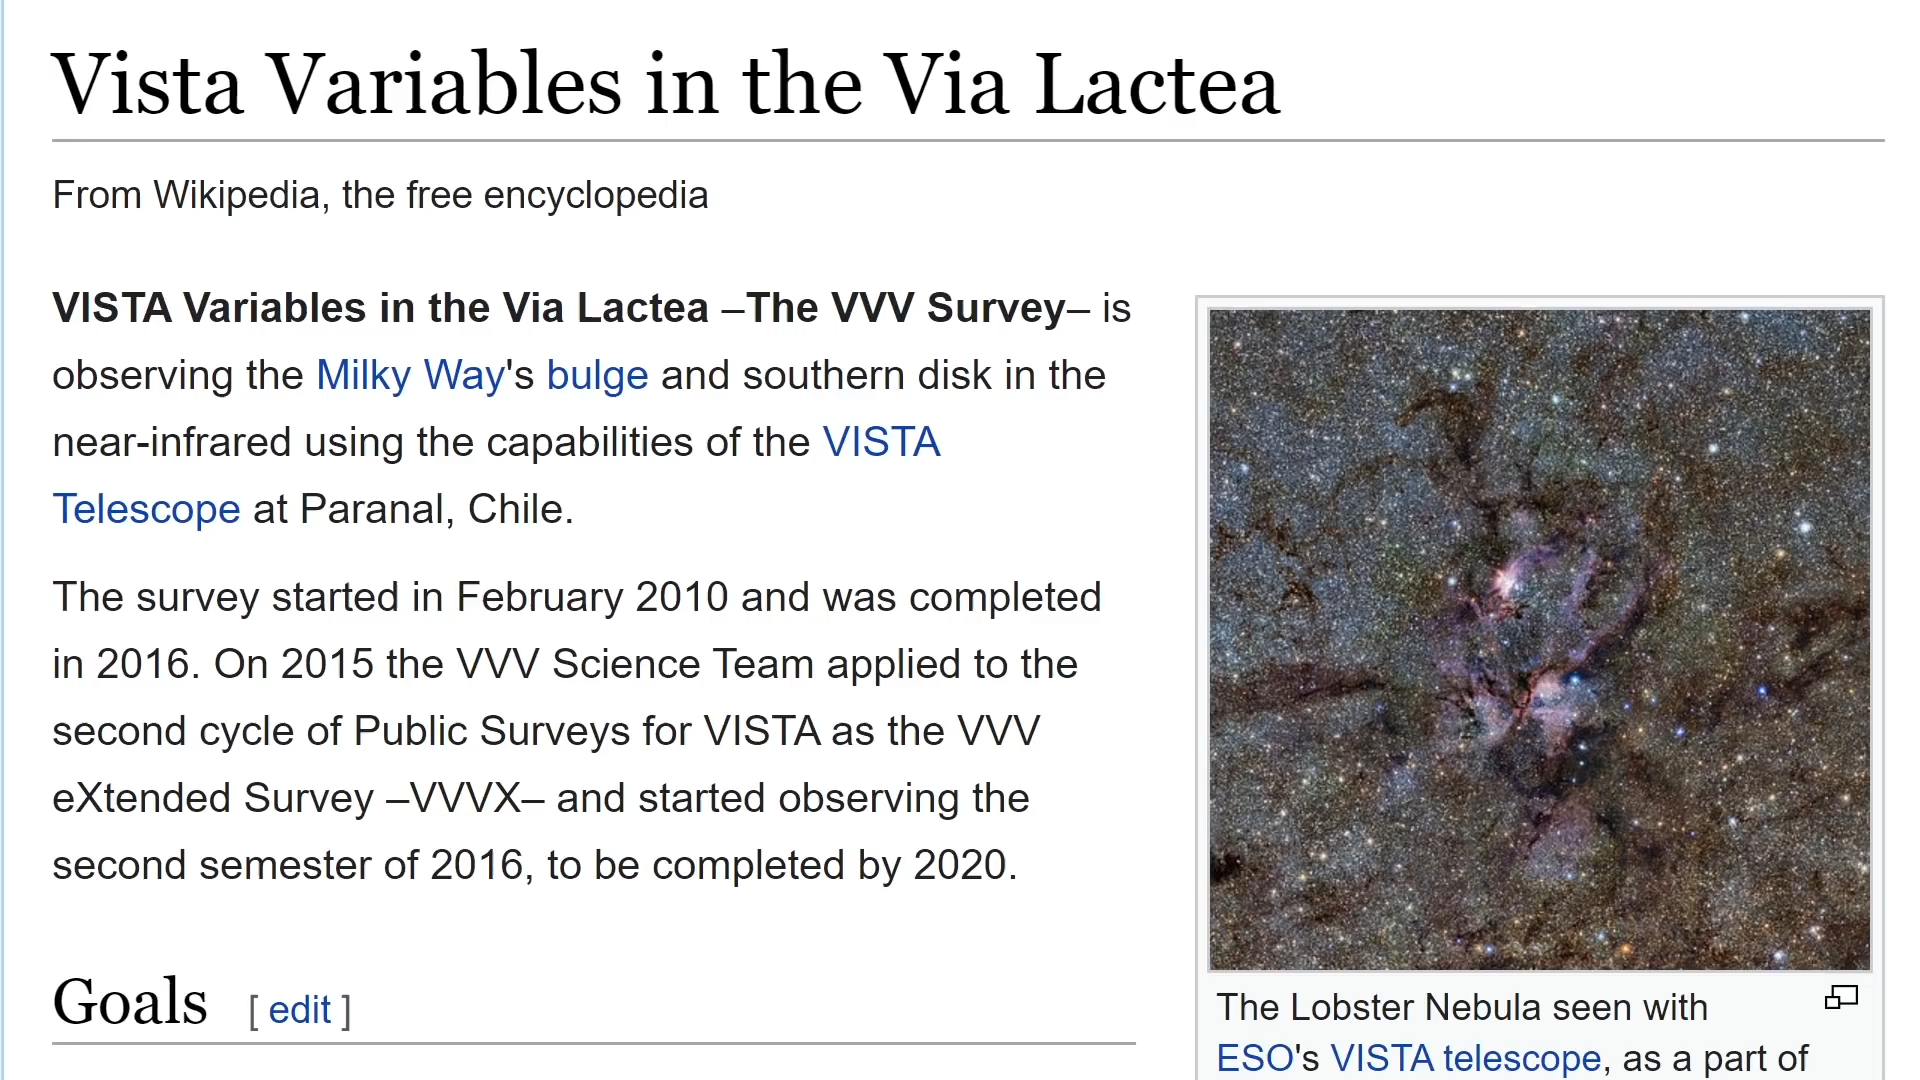 Vista Variables in the Via Lactea
From Wikipedia, the free encyclopedia
VISTA Variables in the Via Lactea –The VVV Survey– is
observing the Milky Way's bulge and southern disk in the
near-infrared using the capabilities of the VISTA
Telescope at Paranal, Chile.
The survey started in February 2010 and was completed
in 2016. On 2015 the VVV Science Team applied to the
second cycle of Public Surveys for VISTA as the VVV
eXtended Survey –VVVX– and started observing the
second semester of 2016, to be completed by 2020.
Goals [ edit ]
The Lobster Nebula seen with
ESO's VISTA telescope, as a part of